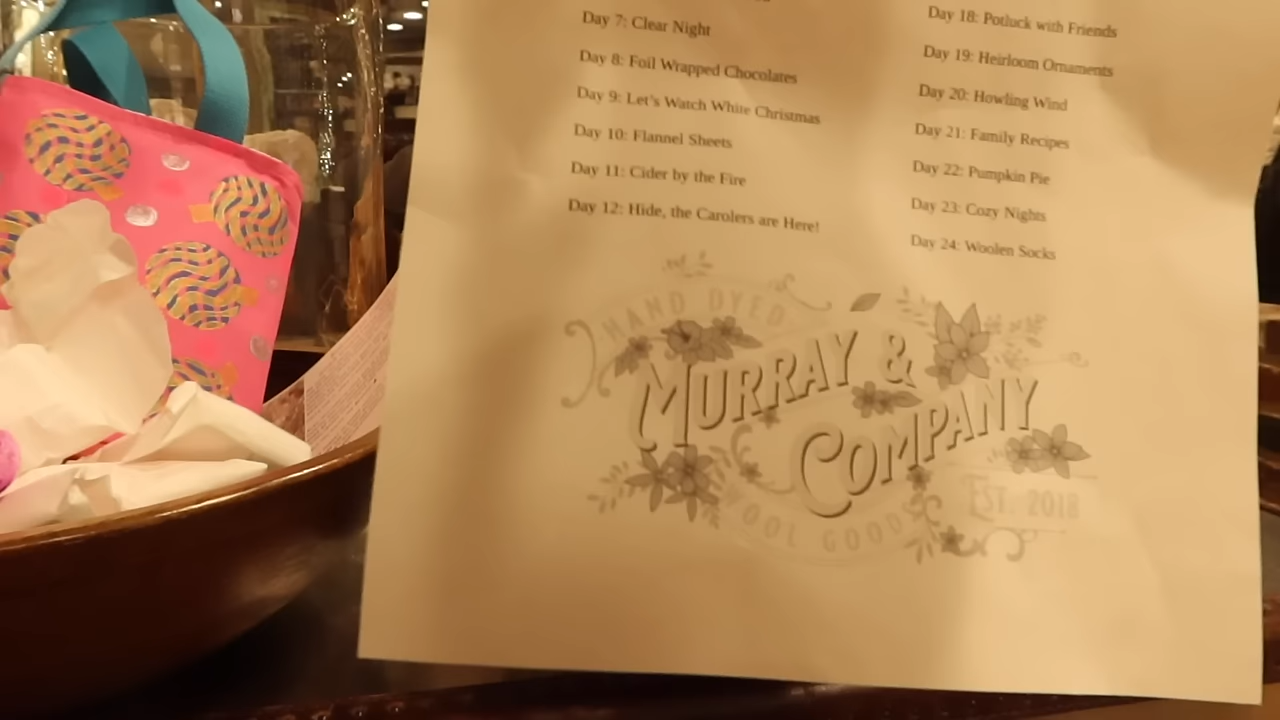 Day 7: Clear Night
Day 8: Foil Wrapped Chocolates
Day 9: Let's Watch White Christmas
Day 10: Flannel Sheets
Day 11: Cider by the Fire
Day 12: Hide, the Carolers are Here!
Day 18: Potluck with Friends
Day 19: Heirloom Ornaments
Day 20: Howling Wind
Day 21: Family Recipes
Day 22: Pumpkin Pie
Day 23: Cozy Nights
Day 24: Woolen Socks
HAND DYED
MURRAY &
COMPANY
WOOL GOODS
EST. 2018